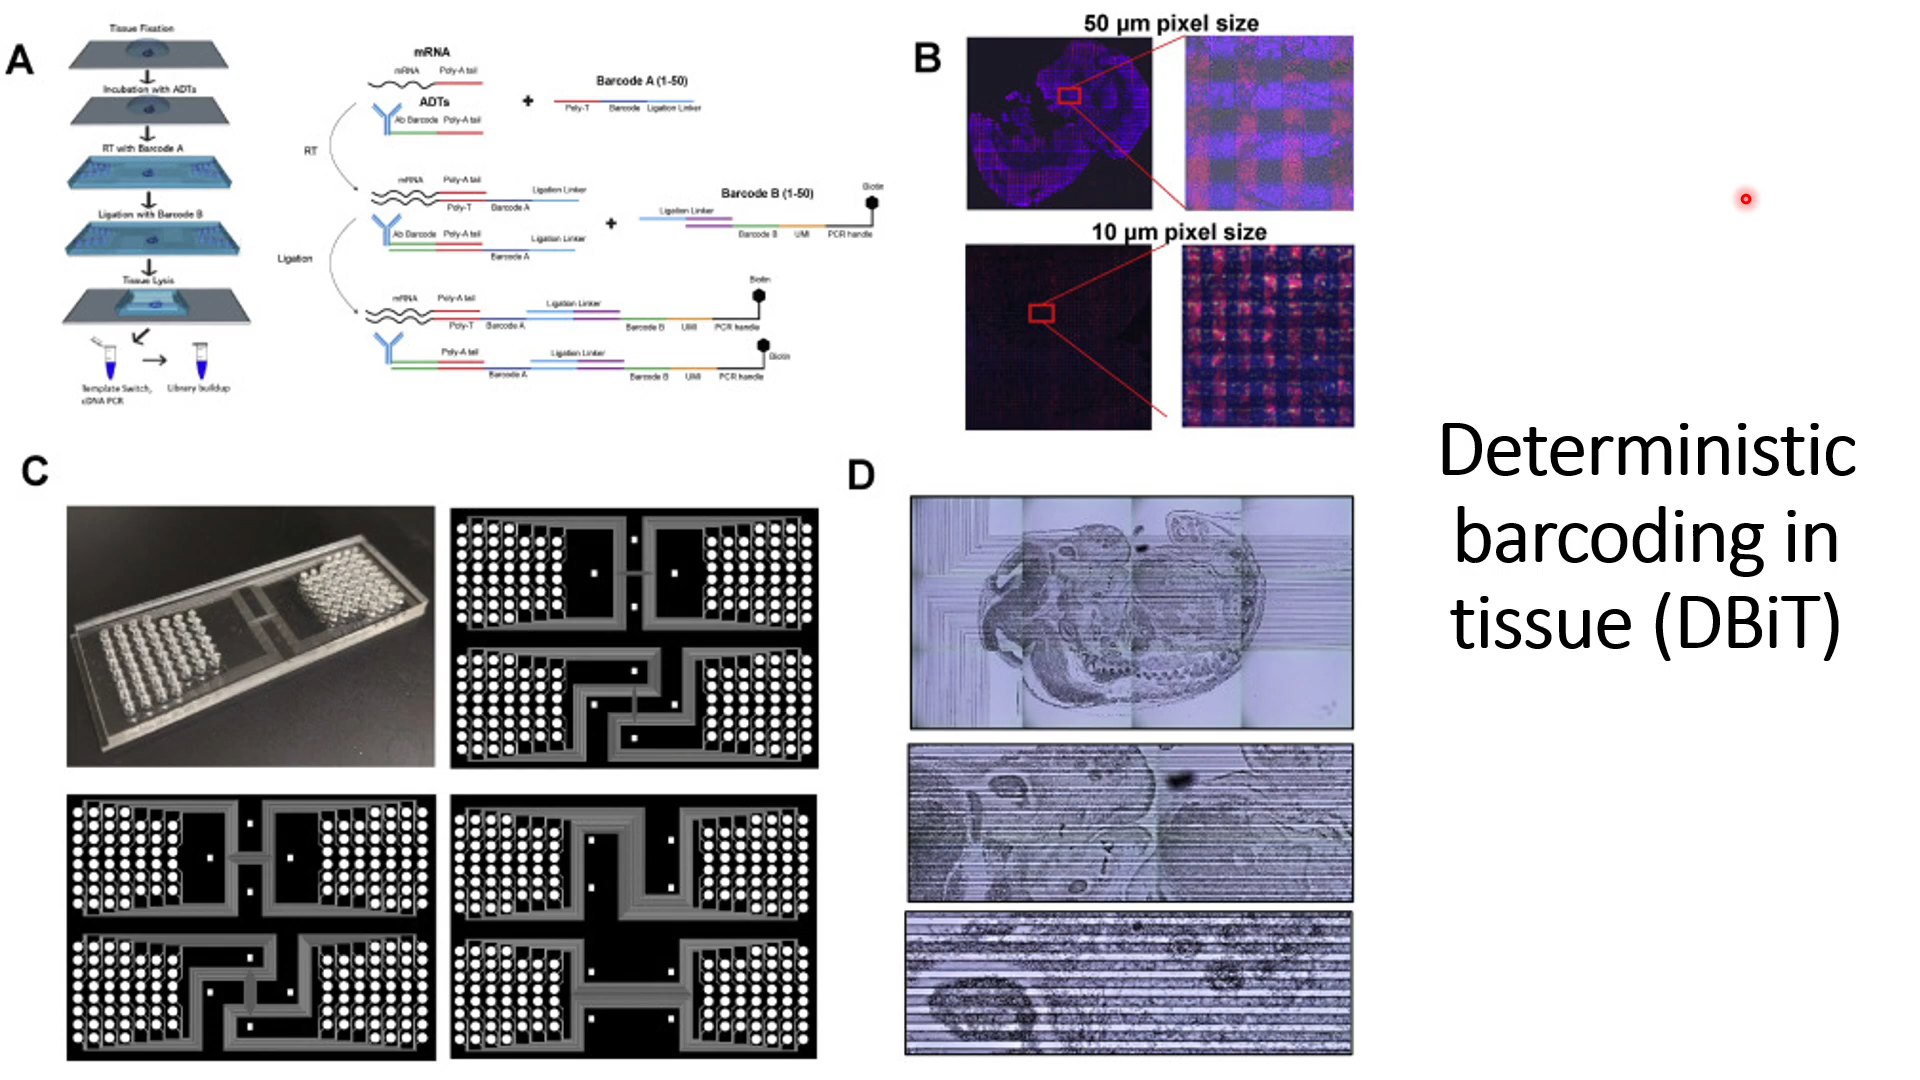 A
Tissue Fixation
Incubation with ADTs
RT with Barcode A
Ligation with Barcode B
Tissue Lysis
Template Switch,
cDNA PCR
Library buildup
mRNA
mRNA
Poly-A tail
ADTs
Ab Barcode
Poly-A tail
+
Barcode A (1-50)
Poly-T
Barcode
Ligation Linker
RT
mRNA
Poly-A tail
Ligation Linker
Poly-T
Barcode A
Ab Barcode
Poly-A tail
Ligation Linker
Barcode A
+
Barcode B (1-50)
Biotin
Ligation Linker
Barcode B
UMI
PCR handle
Ligation
Biotin
mRNA
Poly-A tail
Ligation Linker
Poly-T
Barcode A
Barcode B
UMI
PCR handle
Poly-A tail
Ligation Linker
Biotin
Barcode A
Barcode B
UMI
PCR handle
B
50 µm pixel size
10 µm pixel size
C
D
Deterministic
barcoding in
tissue (DBiT)